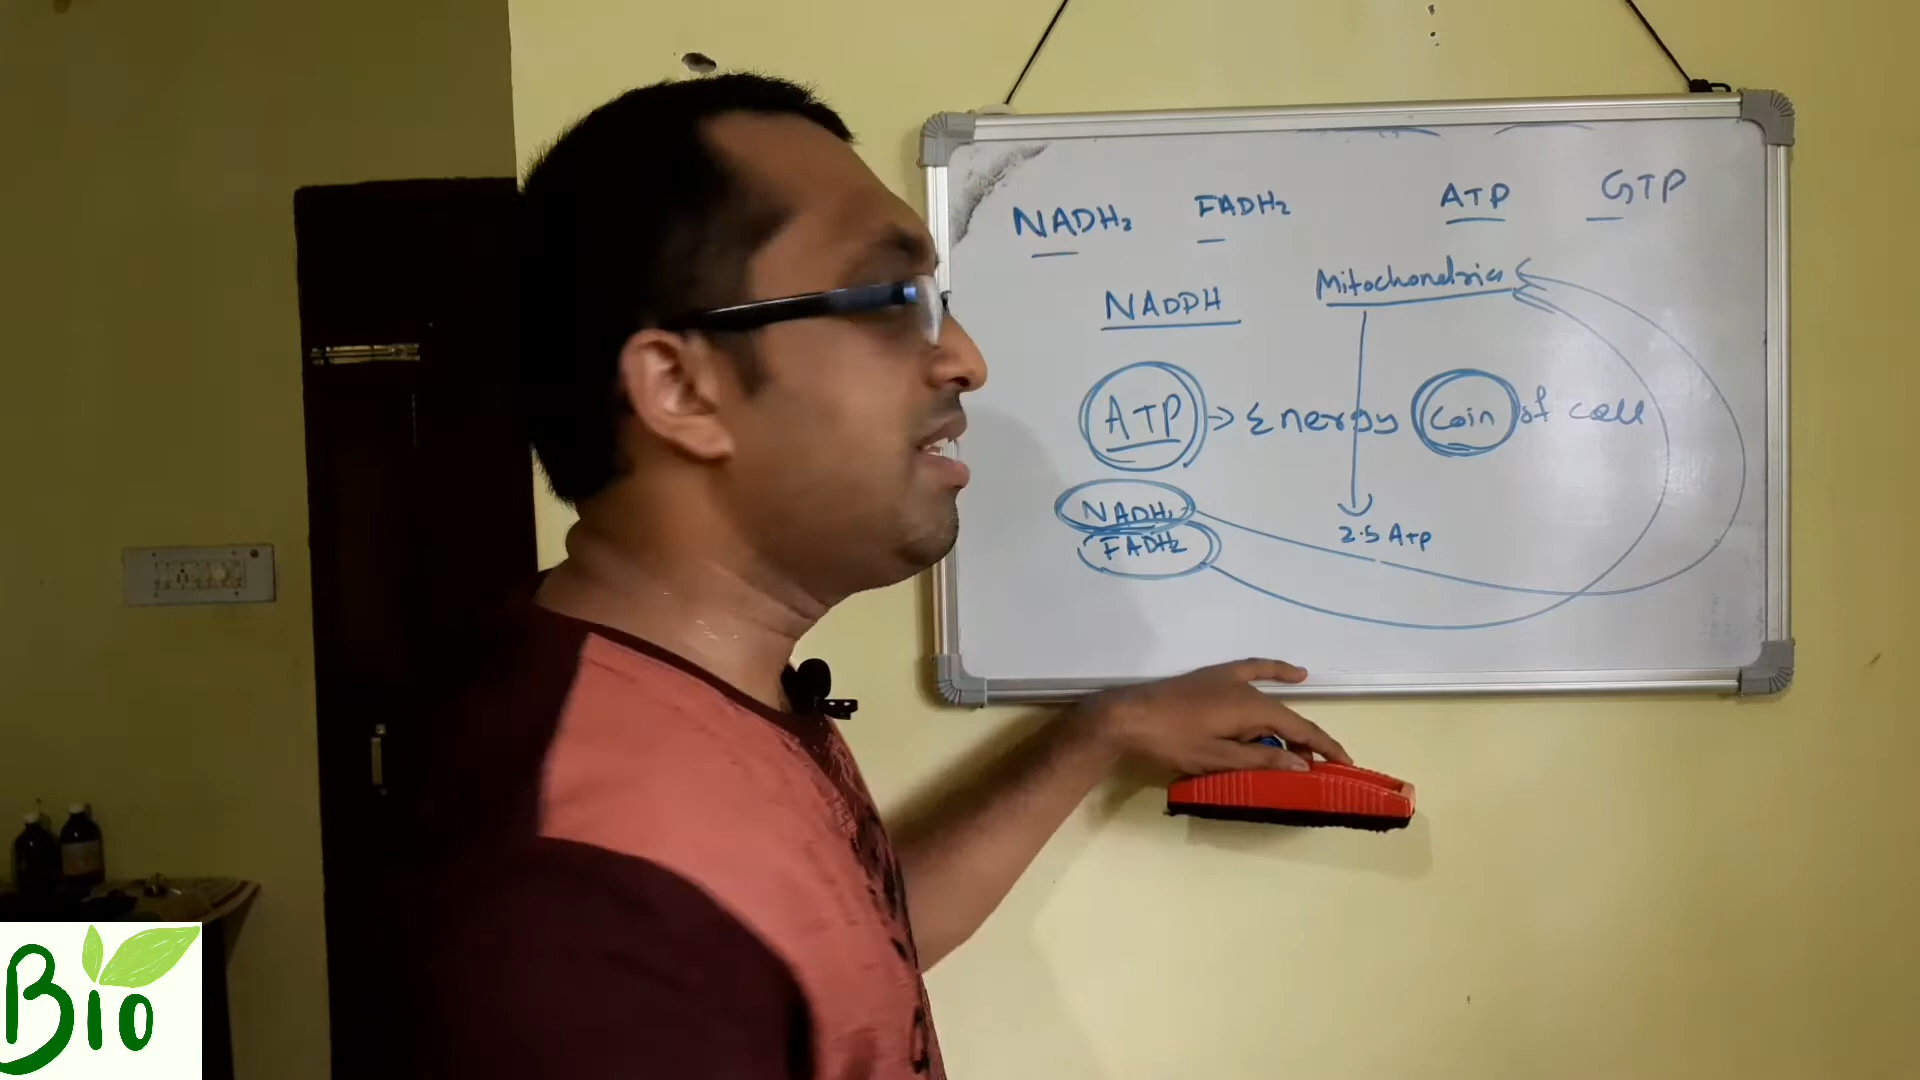 NADH₂ FADH₂ ATP GTP
Mitochondria
NADPH
ATP → Energy coin of cell
NADH₂
FADH₂
2.5 ATP
Bio